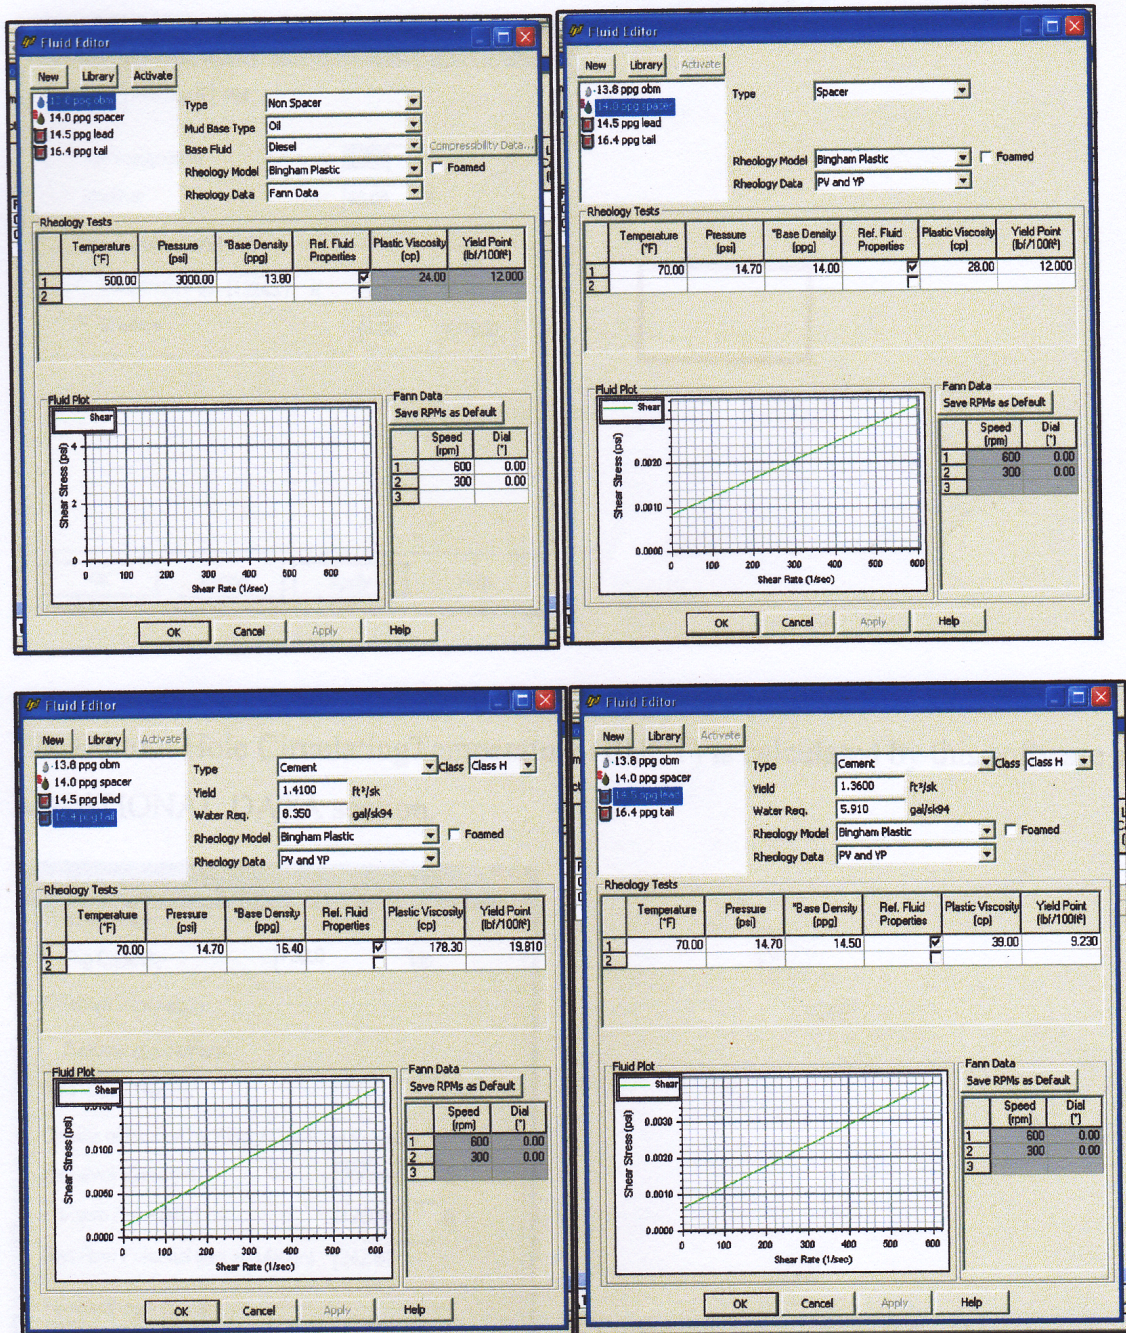 Fluid Editor
New Library Activate
13.8 ppg obm
14.0 ppg spacer
14.5 ppg lead
16.4 ppg tail
Type Non Spacer
Mud Base Type Oil
Base Fluid Diesel Compressibility Data...
Rheology Model Bingham Plastic Foamed
Rheology Data Fann Data
Rheology Tests
Temperature (°F) Pressure (psi) *Base Density (ppg) Ref. Fluid Properties Plastic Viscosity (cp) Yield Point (lbf/100ft²)
1 500.00 3000.00 13.80 24.00 12.000
2
Fluid Plot
Shear
Shear Stress (psi)
4
2
0
0 100 200 300 400 500 600
Shear Rate (1/sec)
Fann Data
Save RPMs as Default
Speed (rpm) Dial (°)
1 600 0.00
2 300 0.00
3
OK Cancel Apply Help
Fluid Editor
New Library Activate
13.8 ppg obm
14.0 ppg spacer
14.5 ppg lead
16.4 ppg tail
Type Spacer
Rheology Model Bingham Plastic Foamed
Rheology Data PV and YP
Rheology Tests
Temperature (°F) Pressure (psi) *Base Density (ppg) Ref. Fluid Properties Plastic Viscosity (cp) Yield Point (lbf/100ft²)
1 70.00 14.70 14.00 28.00 12.000
2
Fluid Plot
Shear
Shear Stress (psi)
0.0020
0.0010
0.0000
0 100 200 300 400 500 600
Shear Rate (1/sec)
Fann Data
Save RPMs as Default
Speed (rpm) Dial (°)
1 600 0.00
2 300 0.00
3
OK Cancel Apply Help
Fluid Editor
New Library Activate
13.8 ppg obm
14.0 ppg spacer
14.5 ppg lead
16.4 ppg tail
Type Cement Class Class H
Yield 1.4100 ft³/sk
Water Req. 6.350 gal/sk94
Rheology Model Bingham Plastic Foamed
Rheology Data PV and YP
Rheology Tests
Temperature (°F) Pressure (psi) *Base Density (ppg) Ref. Fluid Properties Plastic Viscosity (cp) Yield Point (lbf/100ft²)
1 70.00 14.70 16.40 178.30 19.810
2
Fluid Plot
Shear
Shear Stress (psi)
0.0150
0.0100
0.0050
0.0000
0 100 200 300 400 500 600
Shear Rate (1/sec)
Fann Data
Save RPMs as Default
Speed (rpm) Dial (°)
1 600 0.00
2 300 0.00
3
OK Cancel Apply Help
Fluid Editor
New Library Activate
13.8 ppg obm
14.0 ppg spacer
14.5 ppg lead
16.4 ppg tail
Type Cement Class Class H
Yield 1.3600 ft³/sk
Water Req. 5.910 gal/sk94
Rheology Model Bingham Plastic Foamed
Rheology Data PV and YP
Rheology Tests
Temperature (°F) Pressure (psi) *Base Density (ppg) Ref. Fluid Properties Plastic Viscosity (cp) Yield Point (lbf/100ft²)
1 70.00 14.70 14.50 39.00 9.230
2
Fluid Plot
Shear
Shear Stress (psi)
0.0030
0.0020
0.0010
0.0000
0 100 200 300 400 500 600
Shear Rate (1/sec)
Fann Data
Save RPMs as Default
Speed (rpm) Dial (°)
1 600 0.00
2 300 0.00
3
OK Cancel Apply Help